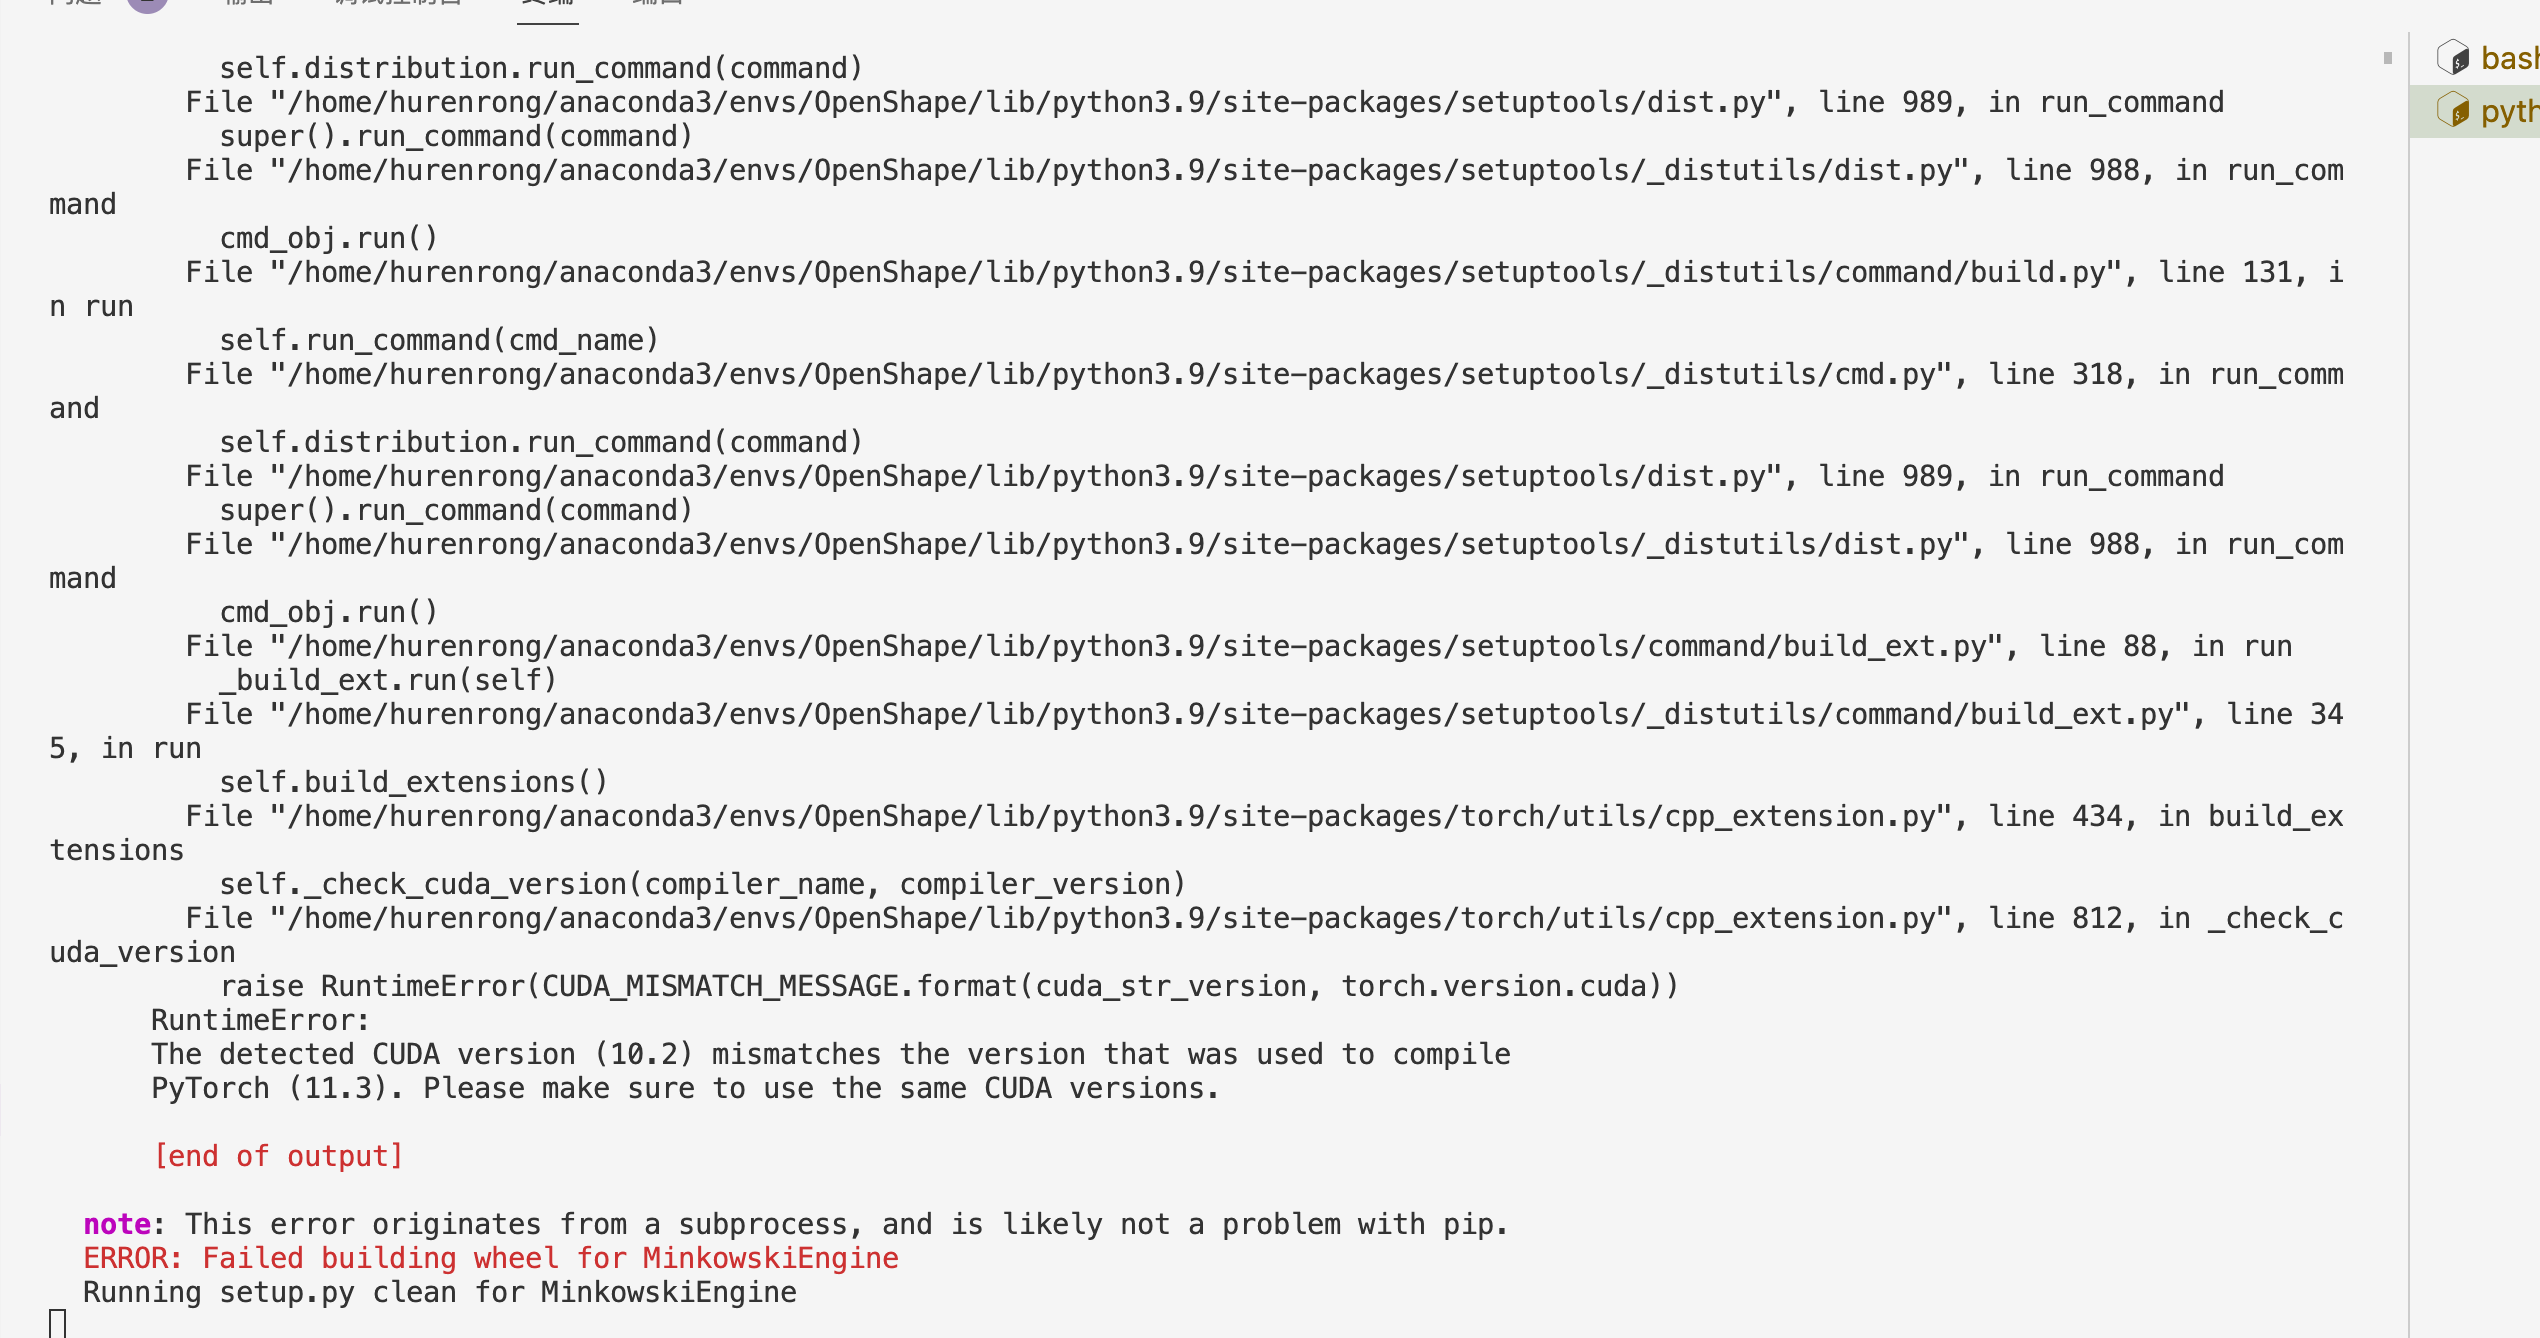 self.distribution.run_command(command)
File "/home/hurenrong/anaconda3/envs/OpenShape/lib/python3.9/site-packages/setuptools/dist.py", line 989, in run_command
super().run_command(command)
File "/home/hurenrong/anaconda3/envs/OpenShape/lib/python3.9/site-packages/setuptools/_distutils/dist.py", line 988, in run_com
mand
cmd_obj.run()
File "/home/hurenrong/anaconda3/envs/OpenShape/lib/python3.9/site-packages/setuptools/_distutils/command/build.py", line 131, i
n run
self.run_command(cmd_name)
File "/home/hurenrong/anaconda3/envs/OpenShape/lib/python3.9/site-packages/setuptools/_distutils/cmd.py", line 318, in run_comm
and
self.distribution.run_command(command)
File "/home/hurenrong/anaconda3/envs/OpenShape/lib/python3.9/site-packages/setuptools/dist.py", line 989, in run_command
super().run_command(command)
File "/home/hurenrong/anaconda3/envs/OpenShape/lib/python3.9/site-packages/setuptools/_distutils/dist.py", line 988, in run_com
mand
cmd_obj.run()
File "/home/hurenrong/anaconda3/envs/OpenShape/lib/python3.9/site-packages/setuptools/command/build_ext.py", line 88, in run
_build_ext.run(self)
File "/home/hurenrong/anaconda3/envs/OpenShape/lib/python3.9/site-packages/setuptools/_distutils/command/build_ext.py", line 34
5, in run
self.build_extensions()
File "/home/hurenrong/anaconda3/envs/OpenShape/lib/python3.9/site-packages/torch/utils/cpp_extension.py", line 434, in build_ex
tensions
self._check_cuda_version(compiler_name, compiler_version)
File "/home/hurenrong/anaconda3/envs/OpenShape/lib/python3.9/site-packages/torch/utils/cpp_extension.py", line 812, in _check_c
uda_version
raise RuntimeError(CUDA_MISMATCH_MESSAGE.format(cuda_str_version, torch.version.cuda))
RuntimeError:
The detected CUDA version (10.2) mismatches the version that was used to compile
PyTorch (11.3). Please make sure to use the same CUDA versions.
[end of output]
note: This error originates from a subprocess, and is likely not a problem with pip.
ERROR: Failed building wheel for MinkowskiEngine
Running setup.py clean for MinkowskiEngine
bash
pyth